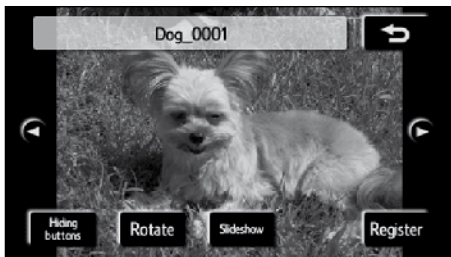 Dog_0001
Hiding
buttons
Rotate
Slideshow
Register